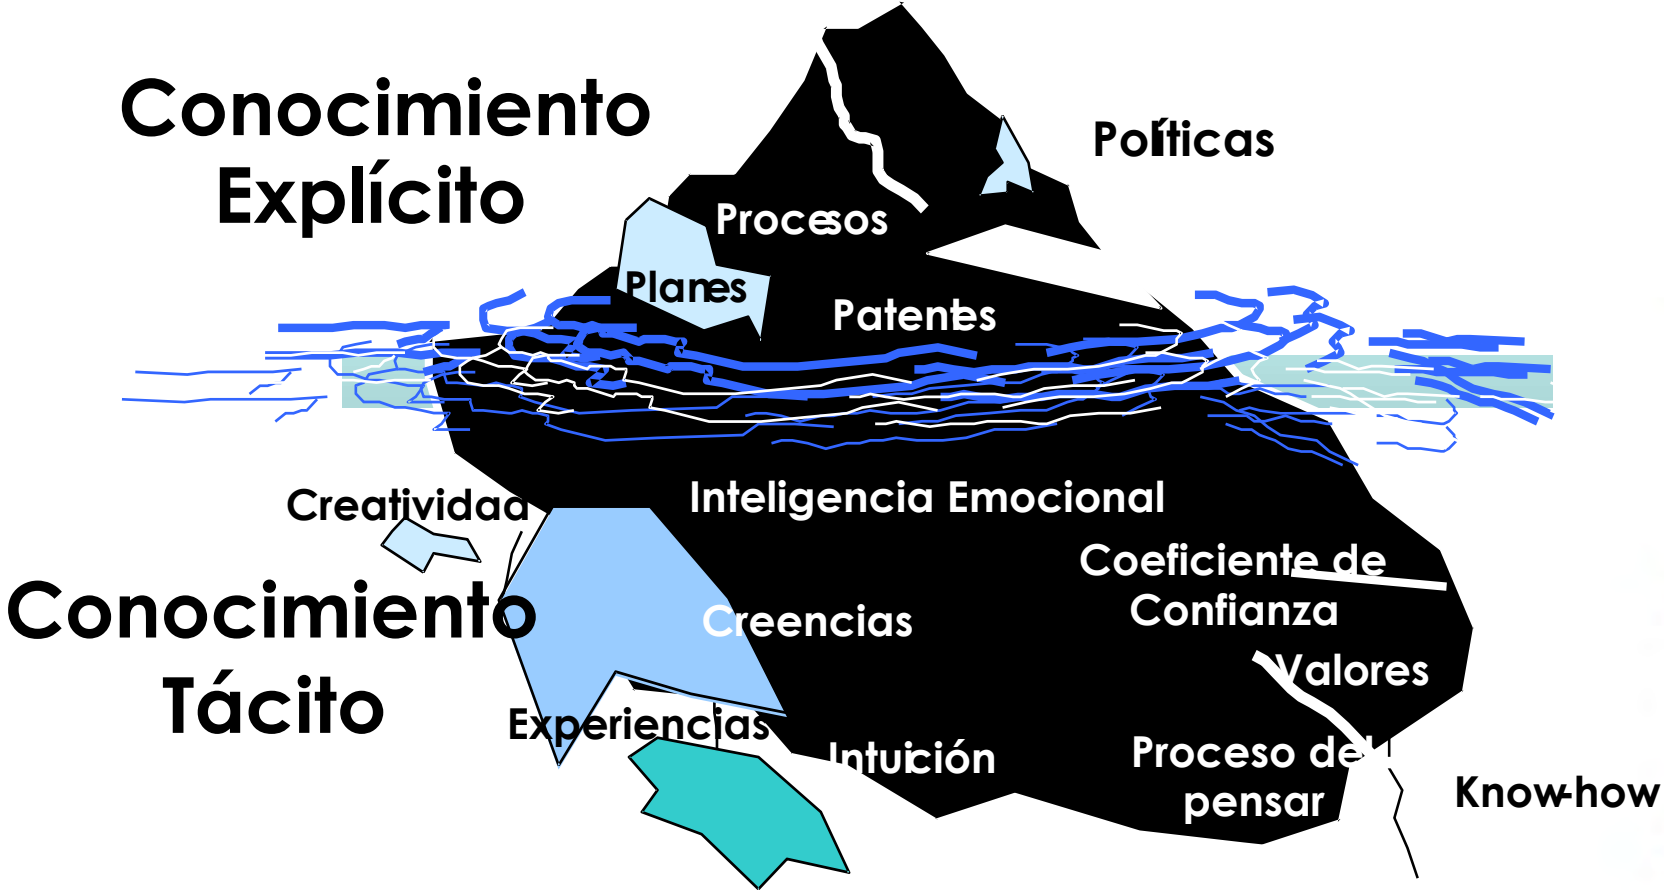 Conocimiento
Explícito
Políticas
Procesos
Planes
Patentes
Creatividad
Inteligencia Emocional
Coeficiente de
Confianza
Conocimiento
Tácito
Creencias
Valores
Experiencias
Intuición
Proceso del
pensar
Know-how